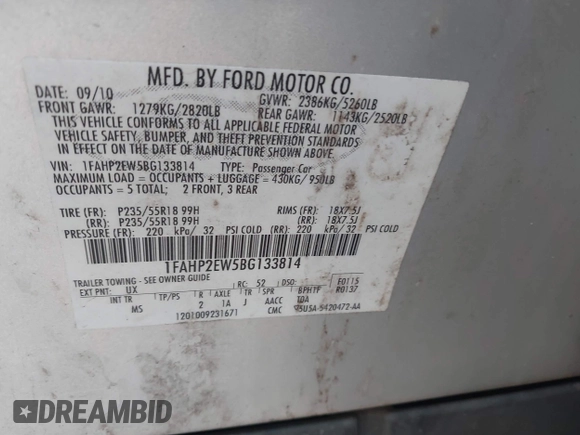 MFD. BY FORD MOTOR CO.
DATE: 09/10 GVWR: 2386KG/5260LB
FRONT GAWR: 1279KG/2820LB REAR GAWR: 1143KG/2520LB
THIS VEHICLE CONFORMS TO ALL APPLICABLE FEDERAL MOTOR
VEHICLE SAFETY, BUMPER, AND THEFT PREVENTION STANDARDS
IN EFFECT ON THE DATE OF MANUFACTURE SHOWN ABOVE.
VIN: 1FAHP2EW5BG133814 TYPE: Passenger Car
MAXIMUM LOAD = OCCUPANTS + LUGGAGE = 430KG/ 950LB
OCCUPANTS = 5 TOTAL; 2 FRONT, 3 REAR
TIRE (FR): P235/55R18 99H RIMS (FR): 18X7.5J
(RR): P235/55R18 99H (RR): 18X7.5J
PRESSURE (FR): 220 kPa/ 32 PSI COLD (RR): 220 kPa/ 32 PSI COLD
1FAHP2EW5BG133814
TRAILER TOWING - SEE OWNER GUIDE F0115
EXT PNT: UX RC: 52 DSO: R0137
INT TR TP/PS R AXLE TR SPR BPHTF
MS 2 1A J AACC TDA
1201009231671 CMC 5U5A-5420472-AA
DREAMBID